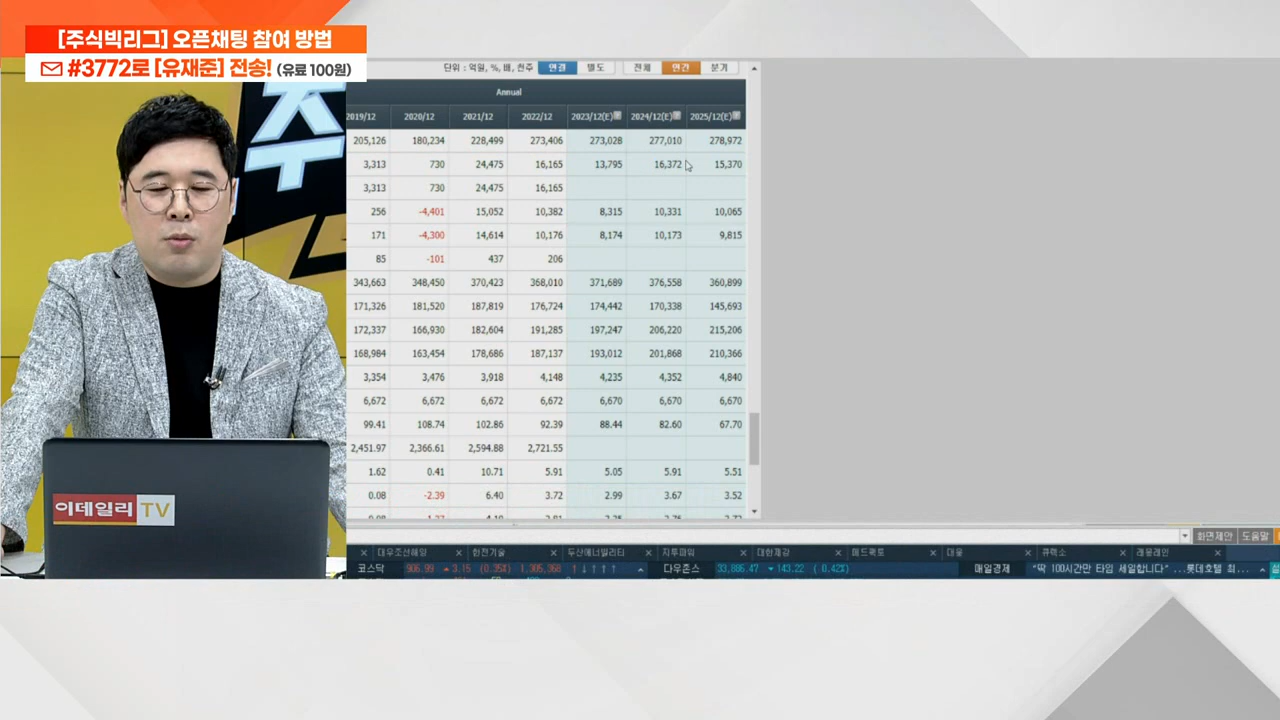 [주식빅리그] 오픈채팅 참여 방법
#3772로 [유재준] 전송! (유료 100원)
주
단위 : 억원, %, 배, 천주 연결 별도 전체 연간 분기
Annual
2019/12 2020/12 2021/12 2022/12 2023/12(E) 2024/12(E) 2025/12(E)
205,126 180,234 228,499 273,406 273,028 277,010 278,972
3,313 730 24,475 16,165 13,795 16,372 15,370
3,313 730 24,475 16,165
256 -4,401 15,052 10,382 8,315 10,331 10,065
171 -4,300 14,614 10,176 8,174 10,173 9,815
85 -101 437 206
343,663 348,450 370,423 368,010 371,689 376,558 360,899
171,326 181,520 187,819 176,724 174,442 170,338 145,693
172,337 166,930 182,604 191,285 197,247 206,220 215,206
168,984 163,454 178,686 187,137 193,012 201,868 210,366
3,354 3,476 3,918 4,148 4,235 4,352 4,840
6,672 6,672 6,672 6,672 6,670 6,670 6,670
99.41 108.74 102.86 92.39 88.44 82.60 67.70
2,451.97 2,366.61 2,594.88 2,721.55
1.62 0.41 10.71 5.91 5.05 5.91 5.51
0.08 -2.39 6.40 3.72 2.99 3.67 3.52
이데일리 TV
화면제안 도움말
대우조선해양 한전기술 두산에너빌리티 지투파워 대한제강 메드팩토 대웅 큐렉소 레몽레인
코스닥 906.99 ▲ 3.15 (0.35%) 1,305,368 ↑↓↑↑↑ 다우존스 33,886.47 ▼ 143.22 ( 0.42%) 매일경제 "딱 100시간만 타임 세일합니다" ...롯데호텔 최...